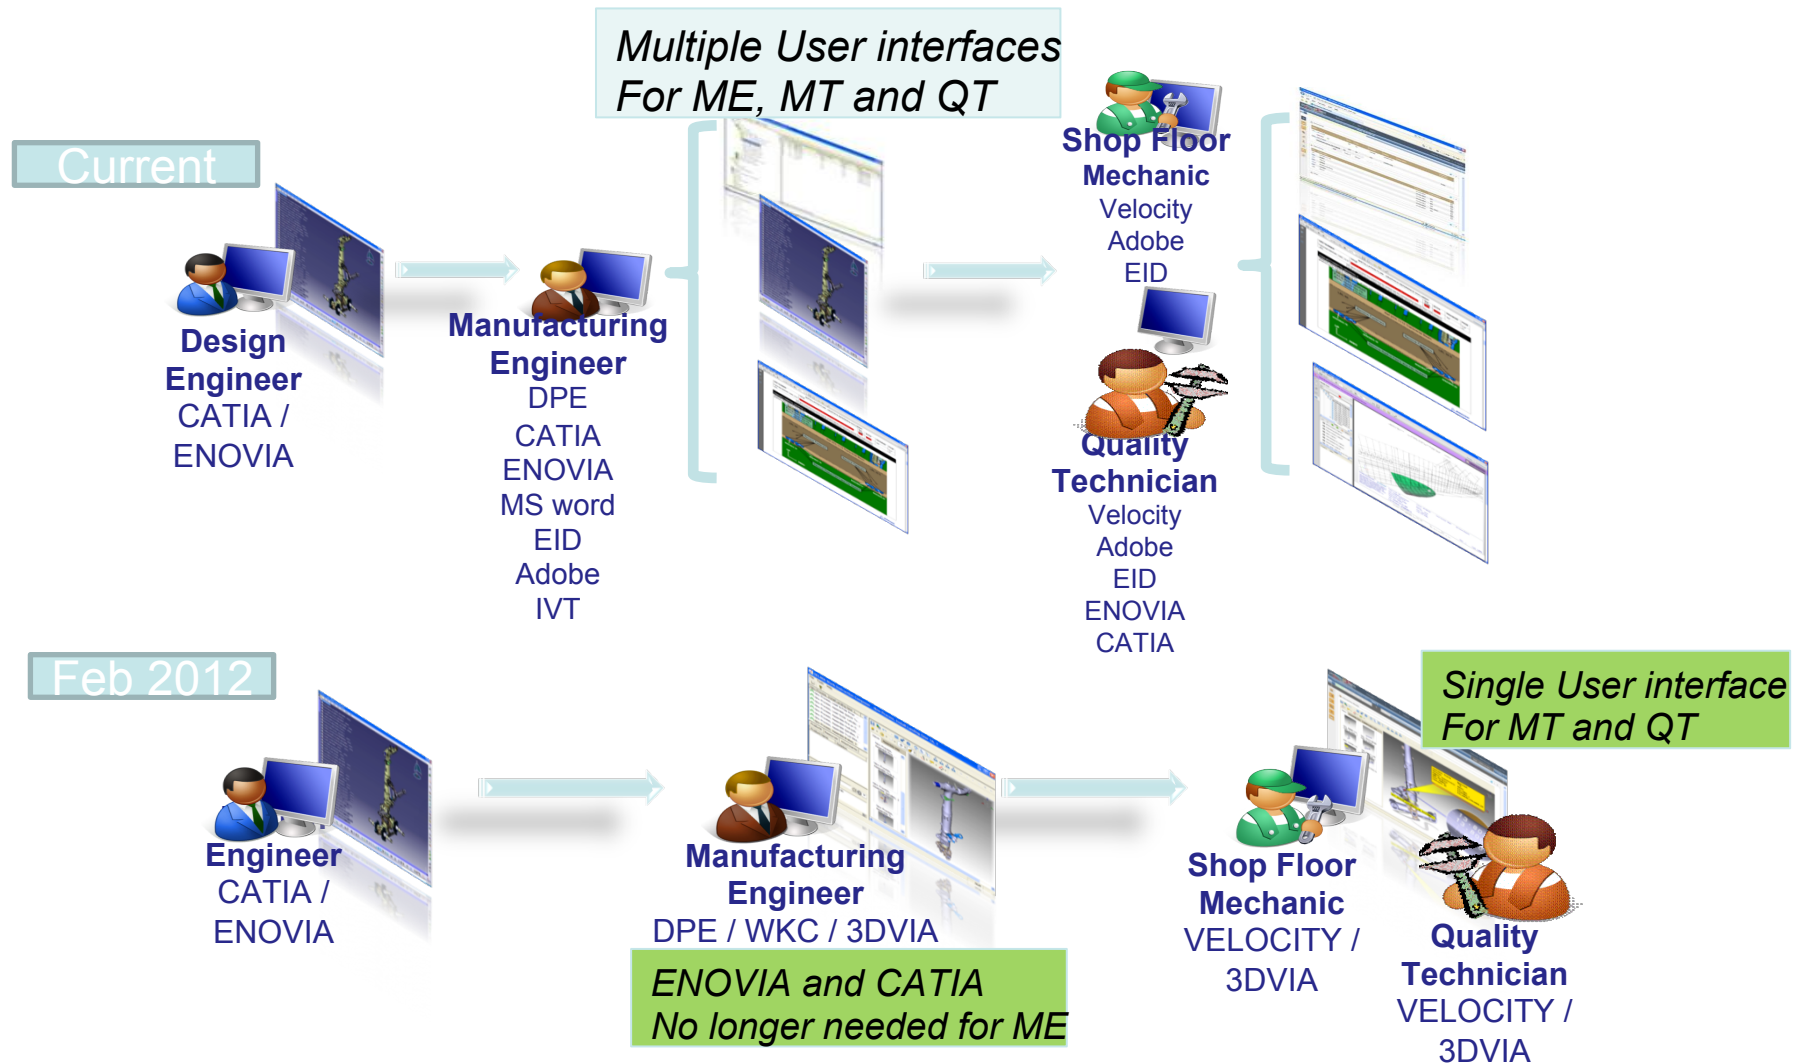 Multiple User interfaces
For ME, MT and QT
Current
Design
Engineer
CATIA /
ENOVIA
Manufacturing
Engineer
DPE
CATIA
ENOVIA
MS word
EID
Adobe
IVT
Shop Floor
Mechanic
Velocity
Adobe
EID
Quality
Technician
Velocity
Adobe
EID
ENOVIA
CATIA
Feb 2012
Engineer
CATIA /
ENOVIA
Manufacturing
Engineer
DPE / WKC / 3DVIA
ENOVIA and CATIA
No longer needed for ME
Single User interface
For MT and QT
Shop Floor
Mechanic
VELOCITY /
3DVIA
Quality
Technician
VELOCITY /
3DVIA